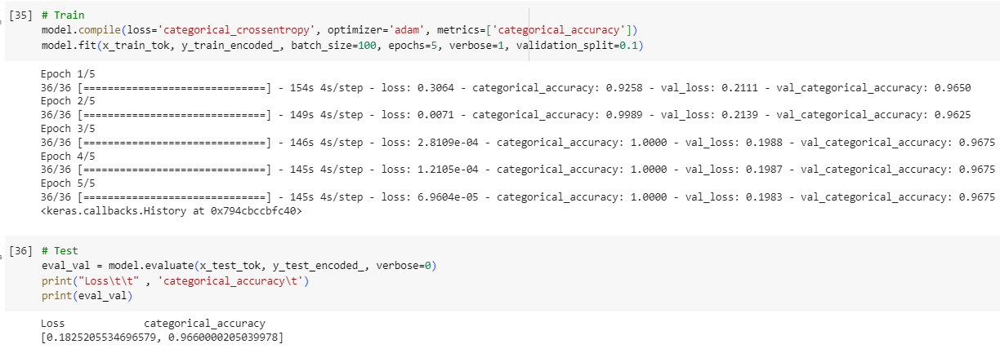 [35] # Train
model.compile(loss='categorical_crossentropy', optimizer='adam', metrics=['categorical_accuracy'])
model.fit(x_train_tok, y_train_encoded_, batch_size=100, epochs=5, verbose=1, validation_split=0.1)
Epoch 1/5
36/36 [==============================] - 154s 4s/step - loss: 0.3064 - categorical_accuracy: 0.9258 - val_loss: 0.2111 - val_categorical_accuracy: 0.9650
Epoch 2/5
36/36 [==============================] - 149s 4s/step - loss: 0.0071 - categorical_accuracy: 0.9989 - val_loss: 0.2139 - val_categorical_accuracy: 0.9625
Epoch 3/5
36/36 [==============================] - 146s 4s/step - loss: 2.8109e-04 - categorical_accuracy: 1.0000 - val_loss: 0.1988 - val_categorical_accuracy: 0.9675
Epoch 4/5
36/36 [==============================] - 145s 4s/step - loss: 1.2105e-04 - categorical_accuracy: 1.0000 - val_loss: 0.1987 - val_categorical_accuracy: 0.9675
Epoch 5/5
36/36 [==============================] - 145s 4s/step - loss: 6.9604e-05 - categorical_accuracy: 1.0000 - val_loss: 0.1983 - val_categorical_accuracy: 0.9675
<keras.callbacks.History at 0x794cbccbfc40>
[36] # Test
eval_val = model.evaluate(x_test_tok, y_test_encoded_, verbose=0)
print("Loss\t\t" , 'categorical_accuracy\t')
print(eval_val)
Loss categorical_accuracy
[0.1825205534696579, 0.9660000205039978]